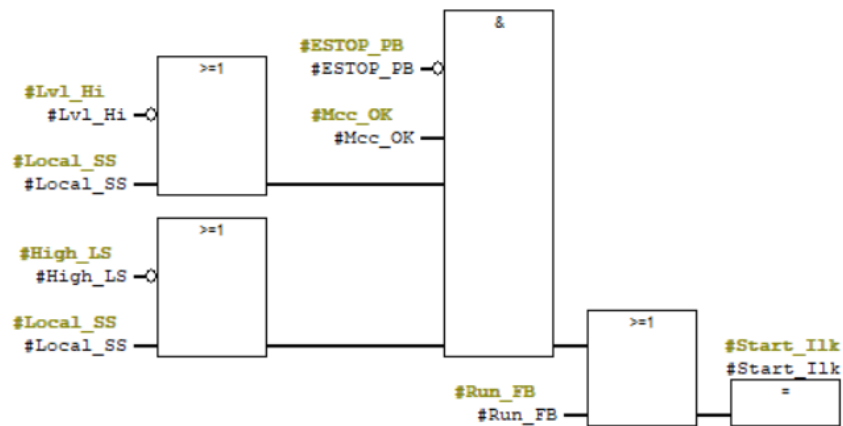 &
#ESTOP_PB
#ESTOP_PB
>=1
#Lvl_Hi
#Lvl_Hi
#Mcc_OK
#Mcc_OK
#Local_SS
#Local_SS
>=1
#High_LS
#High_LS
#Local_SS
#Local_SS
>=1
#Start_Ilk
#Start_Ilk
=
#Run_FB
#Run_FB